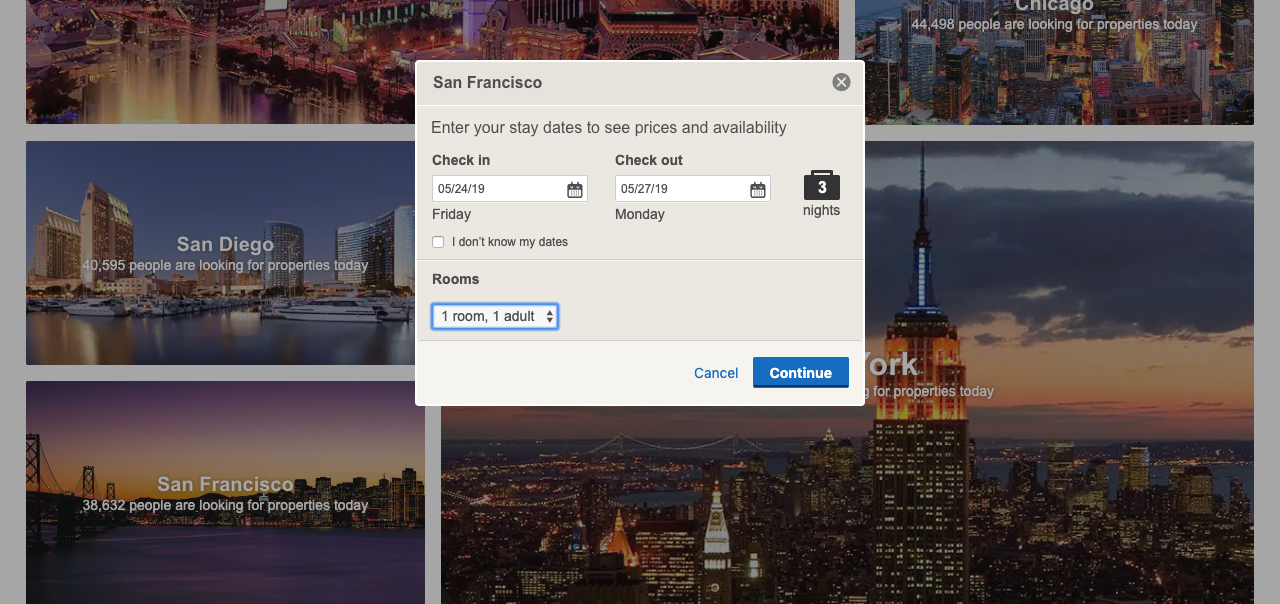 Chicago
44,498 people are looking for properties today
San Francisco
Enter your stay dates to see prices and availability
Check in
Check out
05/24/19
05/27/19
3
nights
Friday
Monday
I don't know my dates
Rooms
1 room, 1 adult
Cancel
Continue
San Diego
40,595 people are looking for properties today
York
for properties today
San Francisco
38,632 people are looking for properties today